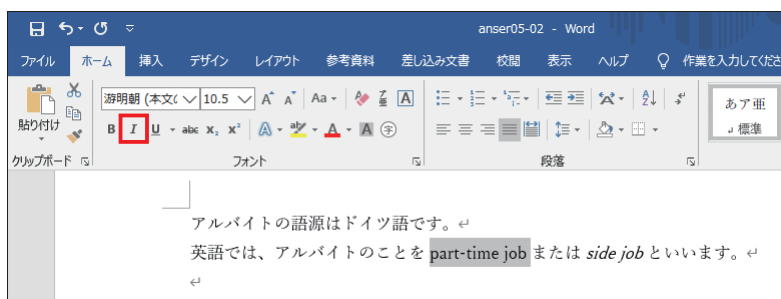 anser05-02 - Word
ファイル ホーム 挿入 デザイン レイアウト 参考資料 差し込み文書 校閲 表示 ヘルプ 作業を入力してくださ
貼り付け
游明朝 (本文( 10.5 A A Aa A
B I U abc X₂ X² A aby A A 字
あア亜
標準
クリップボード フォント 段落
アルバイトの語源はドイツ語です。
英語では、アルバイトのことを part-time job または side job といいます。